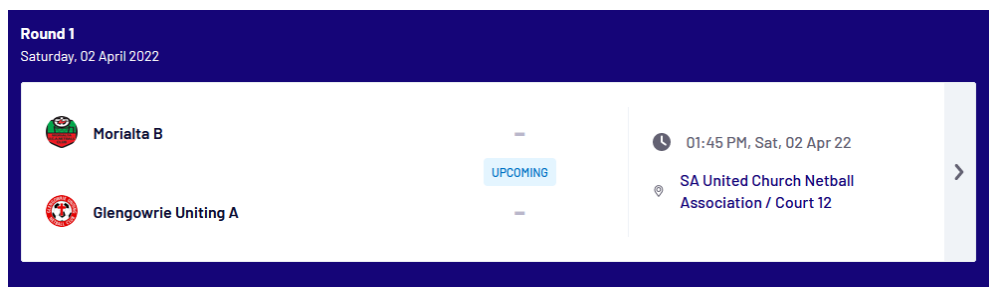 Round 1
Saturday, 02 April 2022
Morialta B
–
01:45 PM, Sat, 02 Apr 22
UPCOMING
SA United Church Netball
Association / Court 12
Glengowrie Uniting A
–